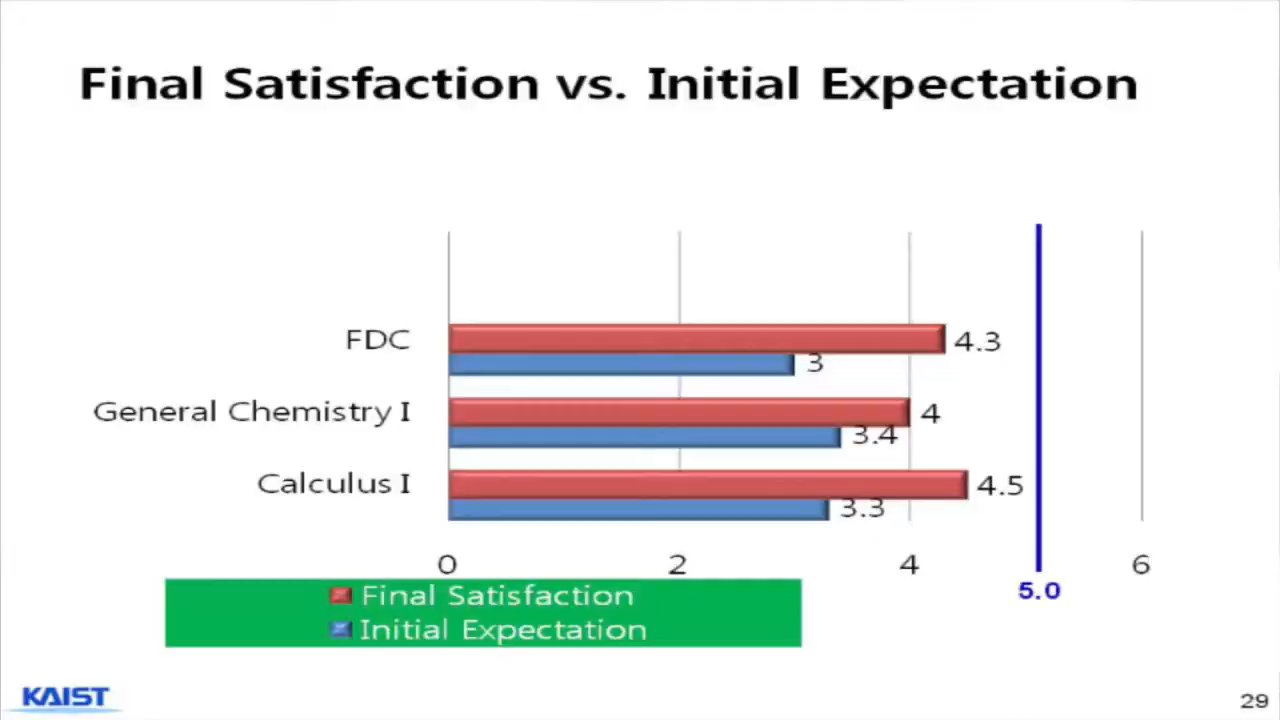 Final Satisfaction vs. Initial Expectation
FDC
4.3
3
General Chemistry I
4
3.4
Calculus I
4.5
3.3
0 2 4 6
5.0
Final Satisfaction
Initial Expectation
KAIST
29